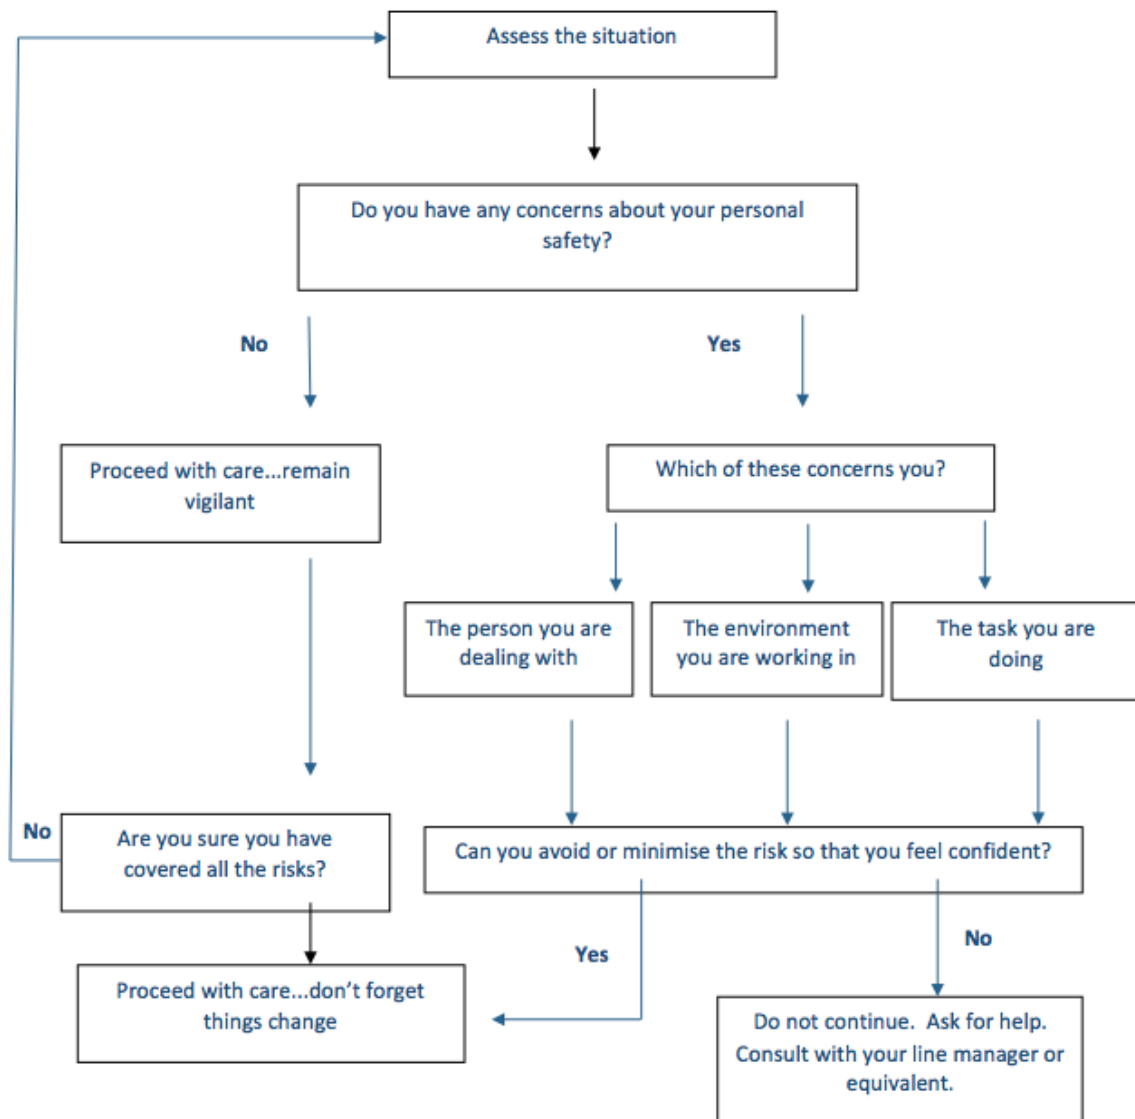 Assess the situation
Do you have any concerns about your personal
safety?
No
Yes
Proceed with care...remain
vigilant
Which of these concerns you?
The person you are
dealing with
The environment
you are working in
The task you are
doing
No
Are you sure you have
covered all the risks?
Can you avoid or minimise the risk so that you feel confident?
Yes
No
Proceed with care...don’t forget
things change
Do not continue.  Ask for help.
Consult with your line manager or
equivalent.